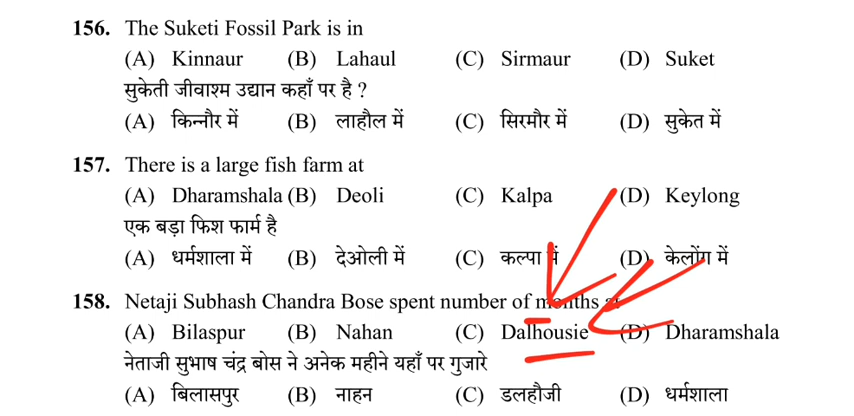 156. The Suketi Fossil Park is in
(A) Kinnaur (B) Lahaul (C) Sirmaur (D) Suket
सुकेती जीवाश्म उद्यान कहाँ पर है ?
(A) किन्नौर में (B) लाहौल में (C) सिरमौर में (D) सुकेत में
157. There is a large fish farm at
(A) Dharamshala (B) Deoli (C) Kalpa (D) Keylong
एक बड़ा फिश फार्म है
(A) धर्मशाला में (B) देओली में (C) कल्पा में (D) केलोंग में
158. Netaji Subhash Chandra Bose spent number of months at
(A) Bilaspur (B) Nahan (C) Dalhousie (D) Dharamshala
नेताजी सुभाष चंद्र बोस ने अनेक महीने यहाँ पर गुजारे
(A) बिलासपुर (B) नाहन (C) डलहौजी (D) धर्मशाला